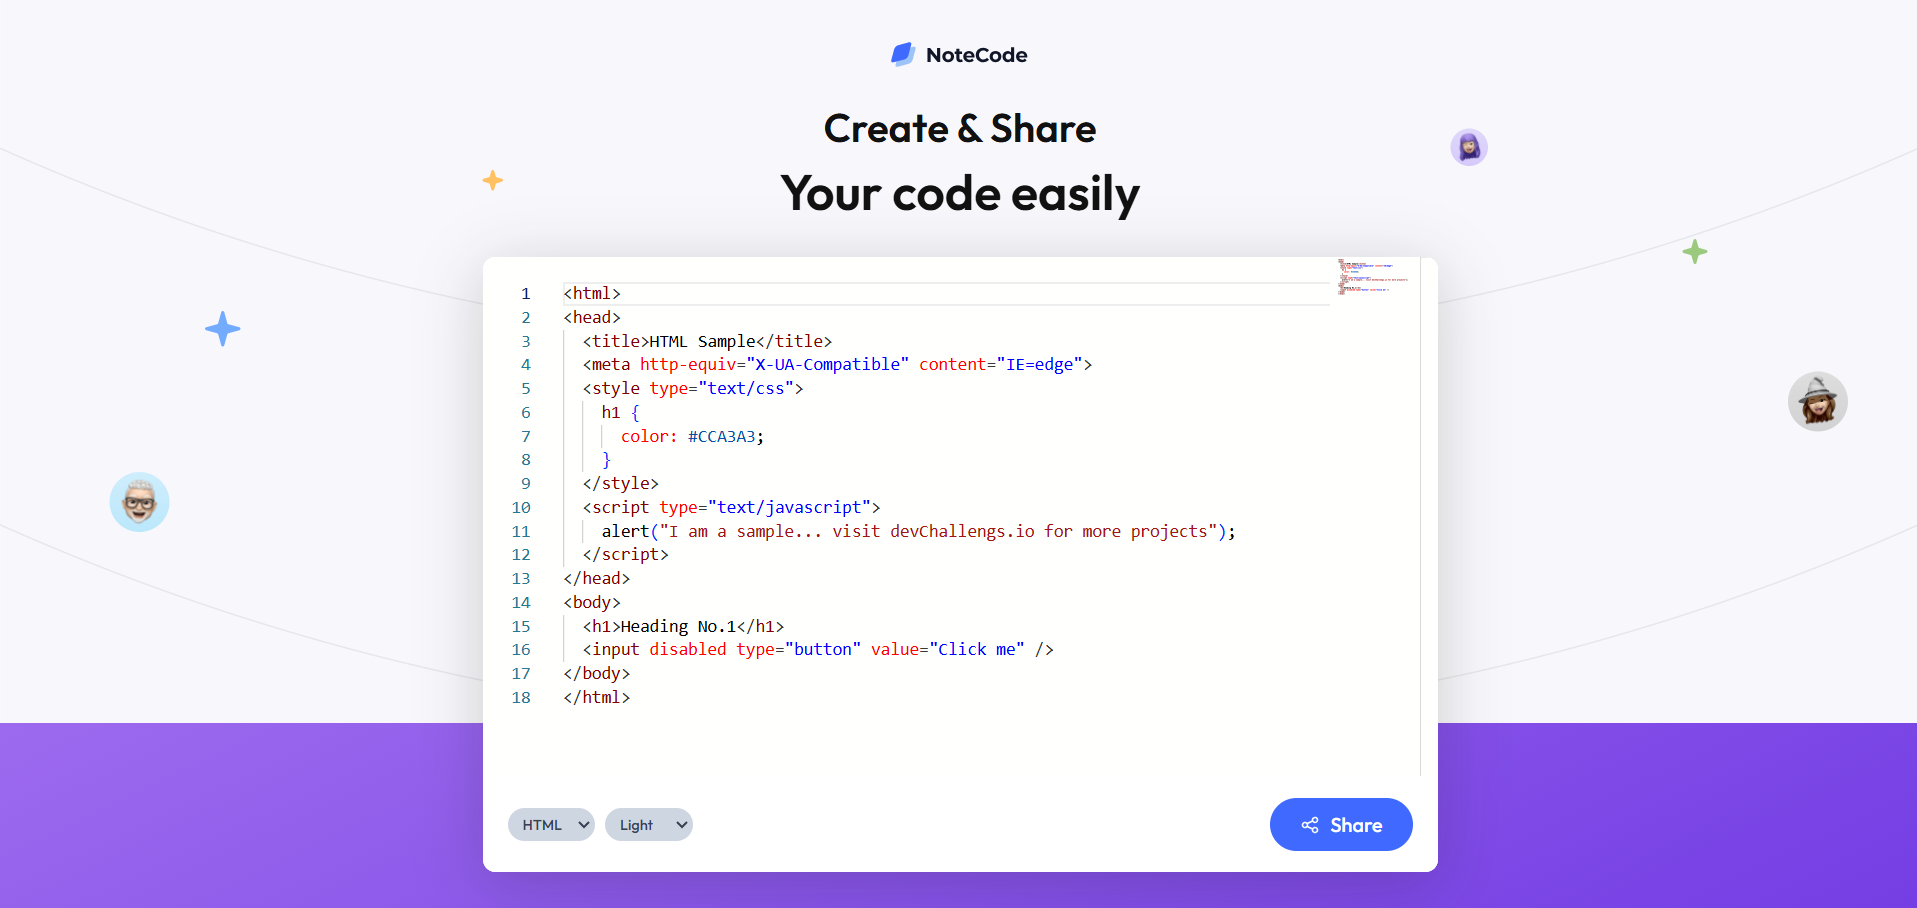 NoteCode
Create & Share
Your code easily
1 <html>
2 <head>
3   <title>HTML Sample</title>
4   <meta http-equiv="X-UA-Compatible" content="IE=edge">
5   <style type="text/css">
6     h1 {
7       color: #CCA3A3;
8     }
9   </style>
10   <script type="text/javascript">
11     alert("I am a sample... visit devChallengs.io for more projects");
12   </script>
13 </head>
14 <body>
15   <h1>Heading No.1</h1>
16   <input disabled type="button" value="Click me" />
17 </body>
18 </html>
HTML Light Share